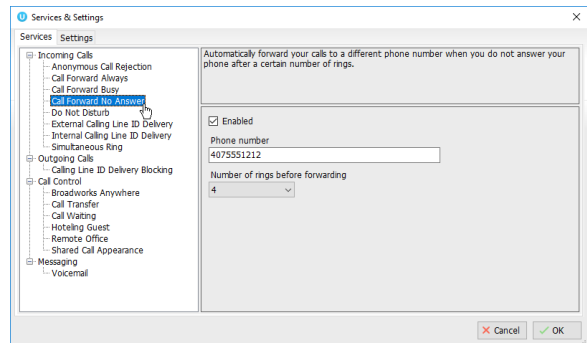 Services & Settings
Services Settings
Incoming Calls
Anonymous Call Rejection
Call Forward Always
Call Forward Busy
Call Forward No Answer
Do Not Disturb
External Calling Line ID Delivery
Internal Calling Line ID Delivery
Simultaneous Ring
Outgoing Calls
Calling Line ID Delivery Blocking
Call Control
Broadworks Anywhere
Call Transfer
Call Waiting
Hoteling Guest
Remote Office
Shared Call Appearance
Messaging
Voicemail
Automatically forward your calls to a different phone number when you do not answer your
phone after a certain number of rings.
Enabled
Phone number
4075551212
Number of rings before forwarding
4
Cancel OK